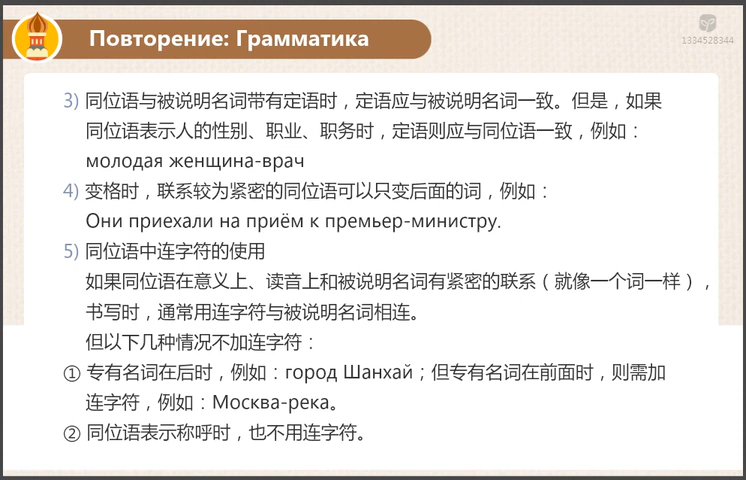 Повторение: Грамматика
1334528344
3) 同位语与被说明名词带有定语时，定语应与被说明名词一致。但是，如果
同位语表示人的性别、职业、职务时，定语则应与同位语一致，例如：
молодая женщина-врач
4) 变格时，联系较为紧密的同位语可以只变后面的词，例如：
Они приехали на приём к премьер-министру.
5) 同位语中连字符的使用
如果同位语在意义上、读音上和被说明名词有紧密的联系（就像一个词一样），
书写时，通常用连字符与被说明名词相连。
但以下几种情况不加连字符：
① 专有名词在后时，例如：город Шанхай；但专有名词在前面时，则需加
连字符，例如：Москва-река。
② 同位语表示称呼时，也不用连字符。